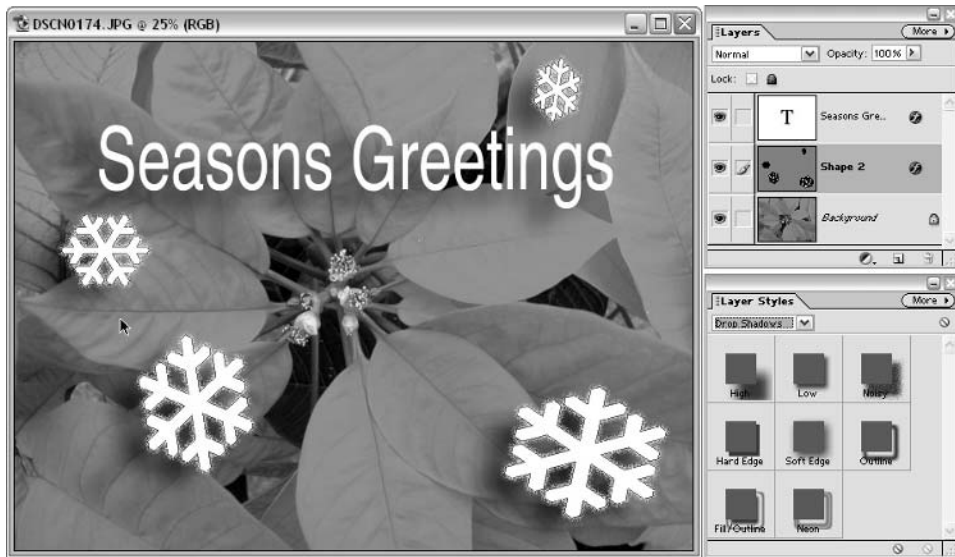 DSCN0174.JPG @ 25% (RGB)
Seasons Greetings
Layers
More
Normal
Opacity: 100%
Lock:
T
Seasons Gre..
Shape 2
Background
Layer Styles
More
Drop Shadows
High
Low
Noisy
Hard Edge
Soft Edge
Outline
Fill/Outline
Neon